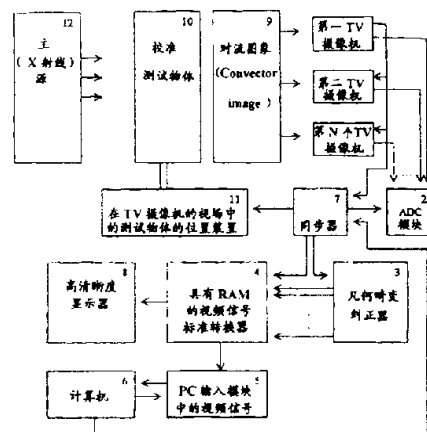 12
主
(X射线)
源
10
校准
测试物体
9
对流图象
(Convector
image)
第一TV
摄像机
第二TV
摄像机
第N个TV
摄像机
11
在TV摄像机的视场中
的测试物体的位置装置
7
同步器
2
ADC
模块
8
高清晰度
显示器
4
具有RAM
的视频信号
标准转换器
3
几何畸变
纠正器
6
计算机
5
PC输入模块
中的视频信号